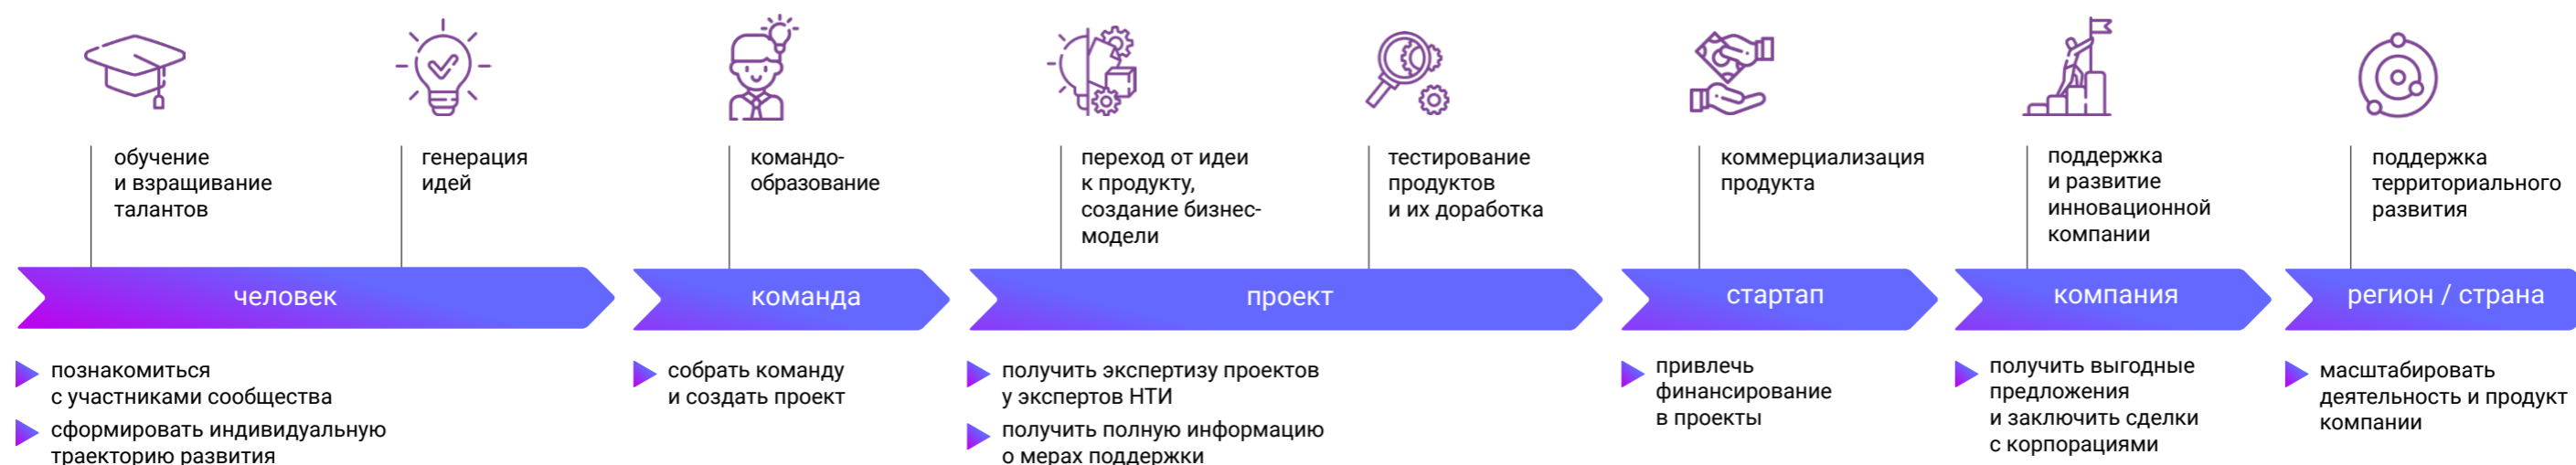 обучение
и взращивание
талантов
генерация
идей
командо-
образование
переход от идеи
к продукту,
создание бизнес-
модели
тестирование
продуктов
и их доработка
коммерциализация
продукта
поддержка
и развитие
инновационной
компании
поддержка
территориального
развития
человек
команда
проект
стартап
компания
регион / страна
познакомиться
с участниками сообщества
сформировать индивидуальную
траекторию развития
собрать команду
и создать проект
получить экспертизу проектов
у экспертов НТИ
получить полную информацию
о мерах поддержки
привлечь
финансирование
в проекты
получить выгодные
предложения
и заключить сделки
с корпорациями
масштабировать
деятельность и продукт
компании